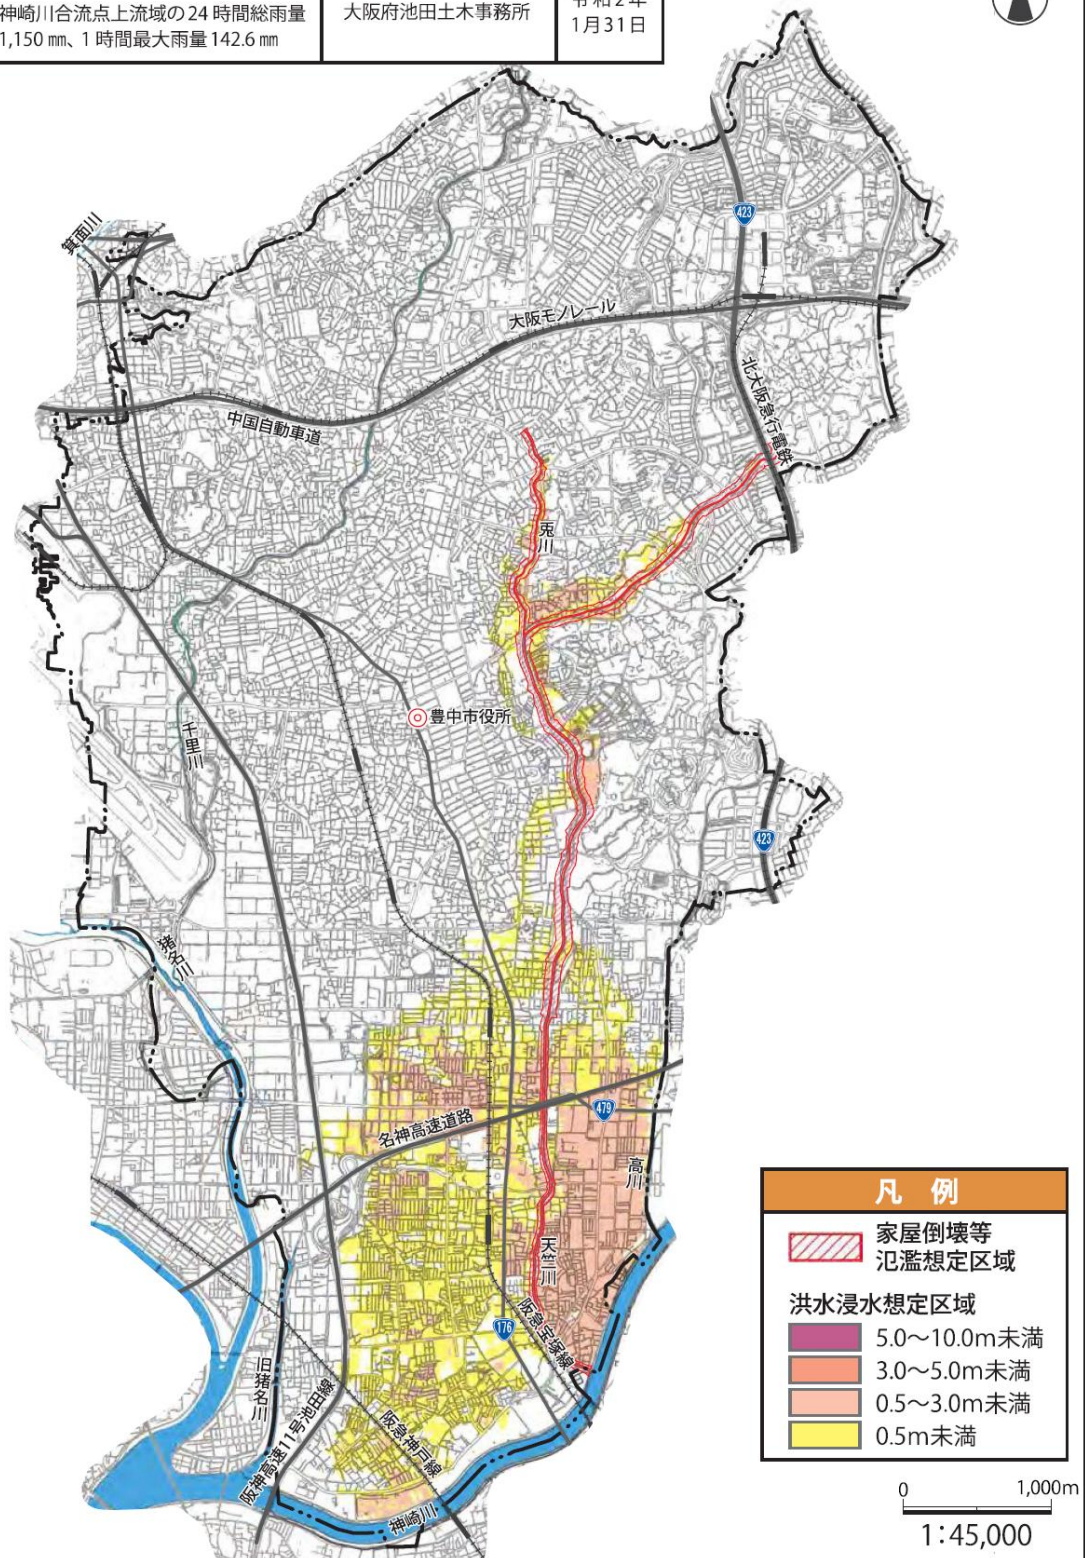 神崎川合流点上流域の24時間総雨量
1,150㎜、1時間最大雨量142.6㎜
大阪府池田土木事務所
令和2年
1月31日
箕面川
423
大阪モノレール
中国自動車道
北大阪急行電鉄
兎川
豊中市役所
千里川
423
猪名川
名神高速道路
479
高川
天竺川
阪急宝塚線
176
旧猪名川
阪神高速11号池田線
阪急神戸線
神崎川
凡 例
家屋倒壊等
氾濫想定区域
洪水浸水想定区域
5.0〜10.0m未満
3.0〜5.0m未満
0.5〜3.0m未満
0.5m未満
0
1,000m
1:45,000